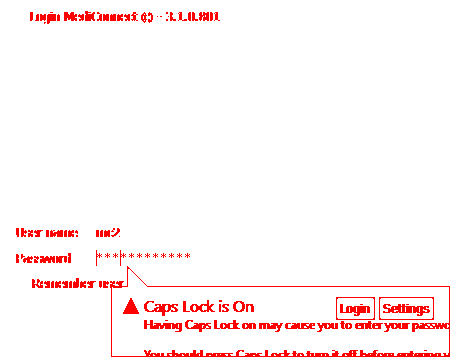 Login MediConnect © - 3.1.0.801
User name mr2
Password ************
Remember user
Caps Lock is On
Login Settings
Having Caps Lock on may cause you to enter your passwo
You should press Caps Lock to turn it off before entering y